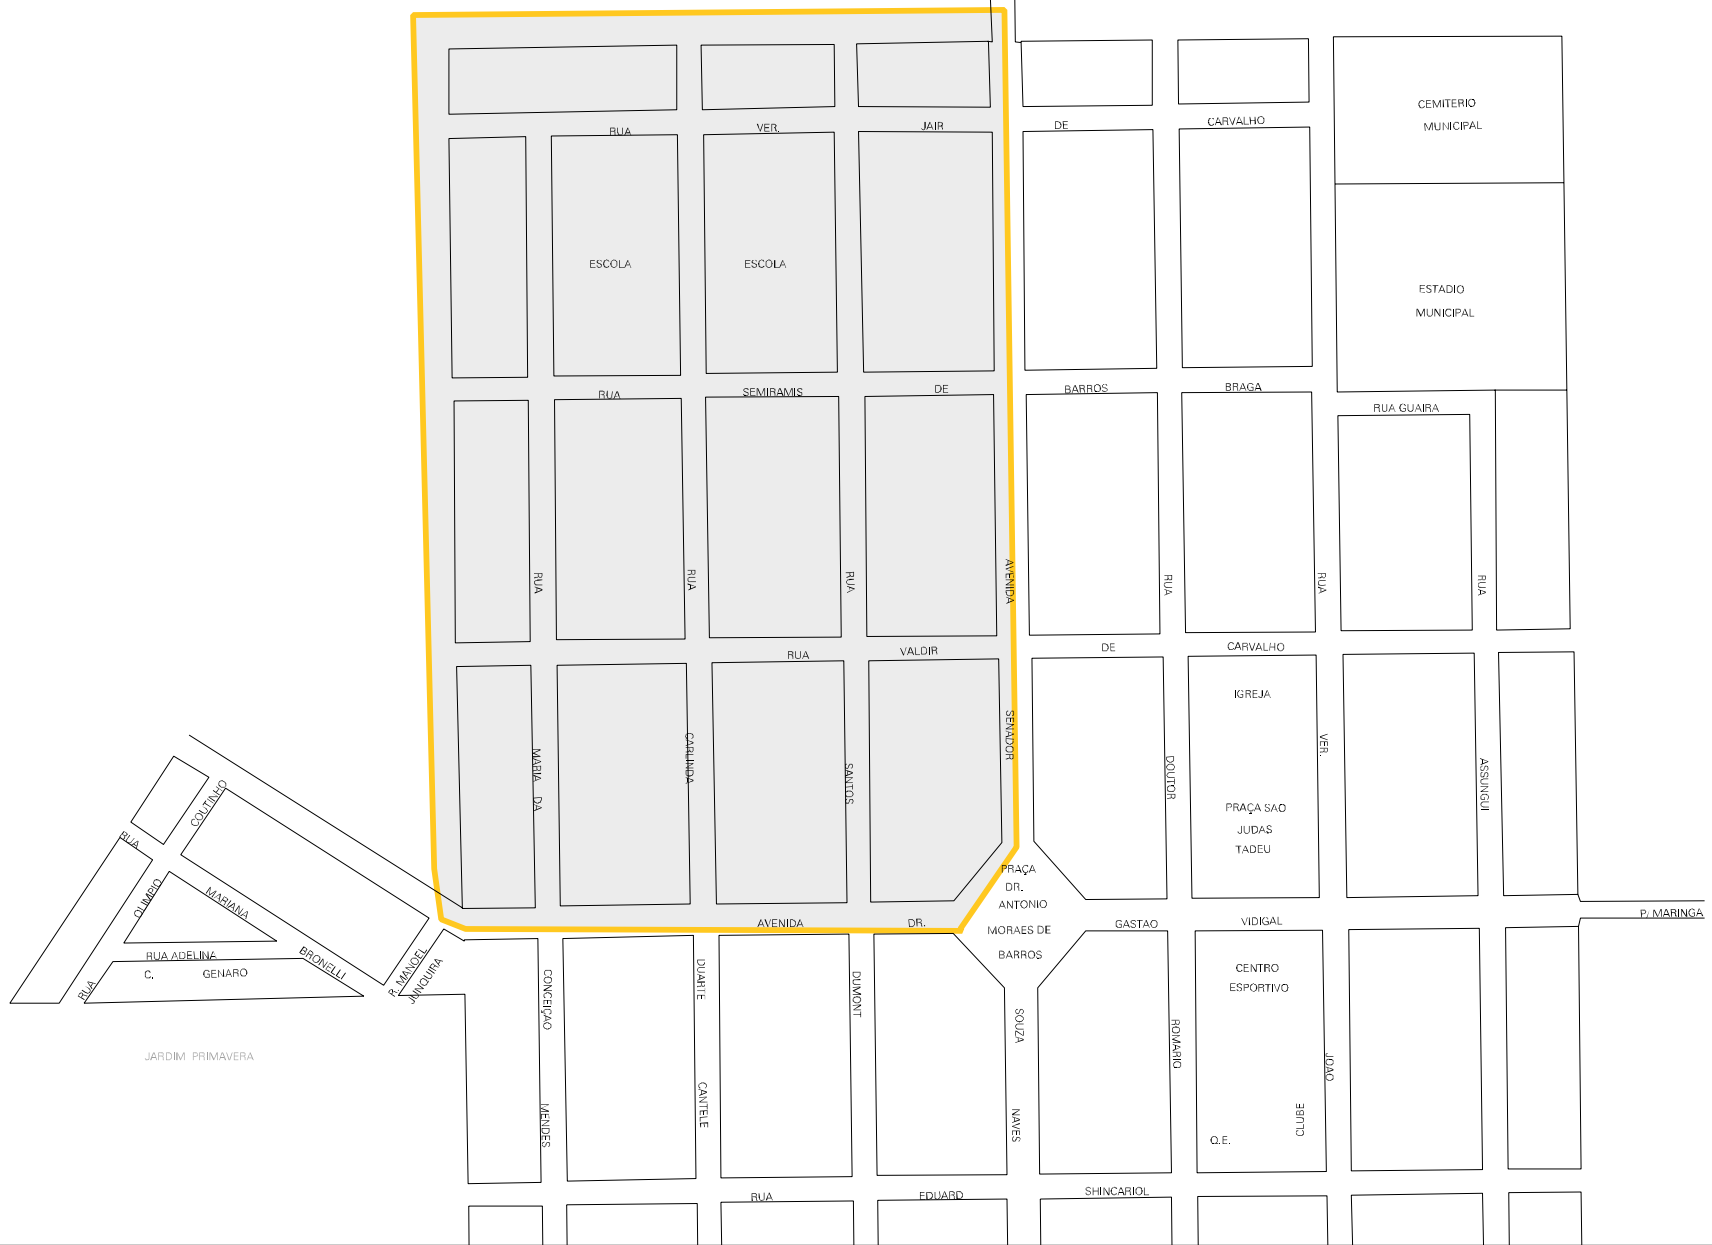 CEMITERIO
MUNICIPAL
RUA VER. JAIR DE CARVALHO
ESCOLA
ESCOLA
ESTADIO
MUNICIPAL
RUA SEMIRAMIS DE BARROS BRAGA
RUA GUAIRA
RUA
RUA
RUA
AVENIDA
RUA
RUA
RUA
RUA VALDIR DE CARVALHO
IGREJA
MARIA DA
CARLINDA
SANTOS
SENADOR
DOUTOR
VER.
ASSUNGUI
PRAÇA SAO
JUDAS
TADEU
COUTINHO
RUA
OLIMPIO
MARIANA
BRONELLI
RUA ADELINA
C. GENARO
RUA
R. MANOEL
JUNQUIRA
JARDIM PRIMAVERA
PRAÇA
DR.
ANTONIO
MORAES DE
BARROS
AVENIDA DR. GASTAO VIDIGAL
P/ MARINGA
CENTRO
ESPORTIVO
CONCEIÇAO
MENDES
DUARTE
CANTELE
DUMONT
SOUZA
NAVES
ROMARIO
JOAO
CLUBE
Q.E.
RUA EDUARD SHINCARIOL